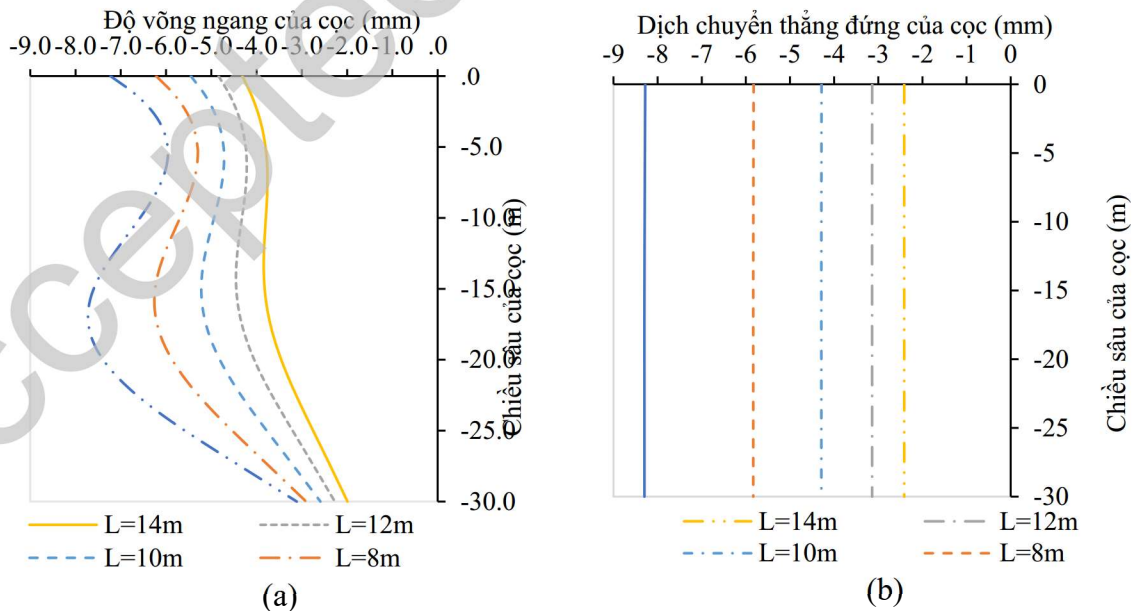 Độ võng ngang của cọc (mm)
-9.0 -8.0 -7.0 -6.0 -5.0 -4.0 -3.0 -2.0 -1.0 .0
.0
-5.0
-10.0
-15.0
-20.0
-25.0
-30.0
Chiều sâu của cọc (m)
L=14m
L=12m
L=10m
L=8m
(a)
Dịch chuyển thẳng đứng của cọc (mm)
-9 -8 -7 -6 -5 -4 -3 -2 -1 0
0
-5
-10
-15
-20
-25
-30
Chiều sâu của cọc (m)
L=14m
L=12m
L=10m
L=8m
(b)
ccepte